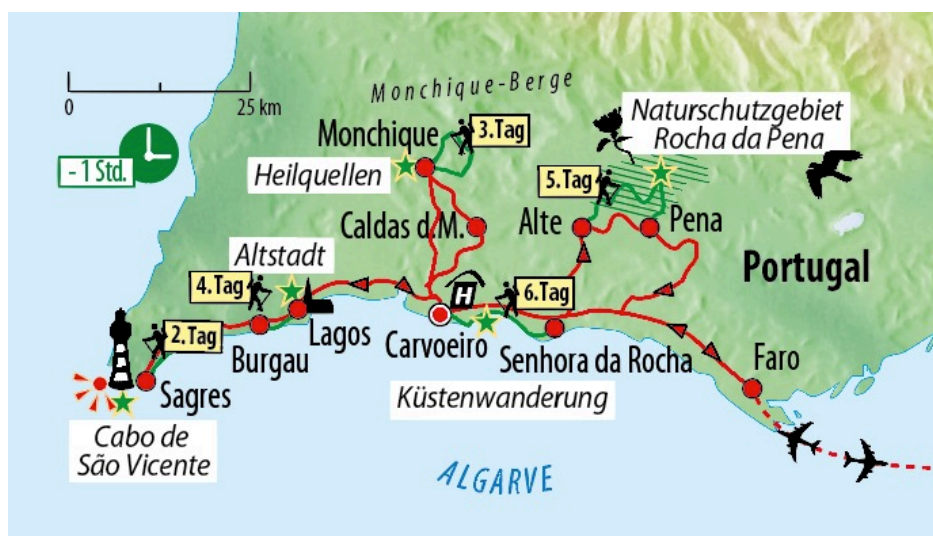 0
25 km
- 1 Std.
Monchique-Berge
Monchique
3.Tag
Heilquellen
Naturschutzgebiet
Rocha da Pena
5.Tag
Caldas d.M.
Alte
Pena
Portugal
Altstadt
4.Tag
H
6.Tag
2.Tag
Burgau
Lagos
Carvoeiro
Senhora da Rocha
Faro
Sagres
Küstenwanderung
Cabo de
São Vicente
ALGARVE